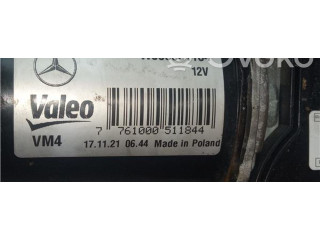 12V
Valeo
7 761000 511844
VM4 17.11.21 06.44 Made in Poland